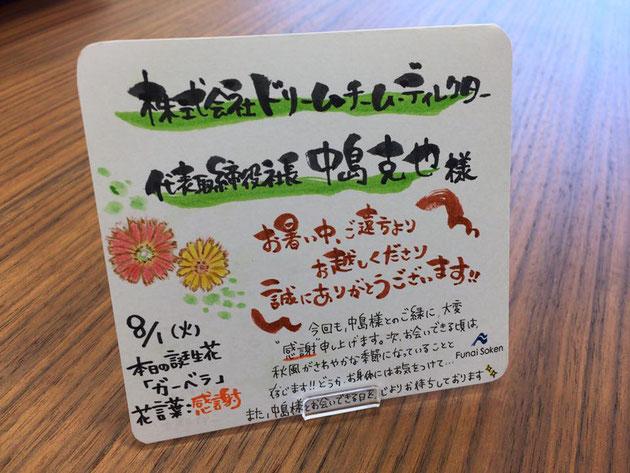 株式会社ドリームチームディレクター
代表取締役社長 中島克也様
お暑い中、ご遠方より
お越しくださり
誠にありがとうございます!!
8/1(火)
本日の誕生花
「ガーベラ」
花言葉:感謝
今回も、中島様とのご縁に、大変
"感謝"申し上げます。次、お会いできる頃は、
秋風がさわやかな季節になっていることと
存じます!!どうか、お身体にはお気をつけて…
また、中島様とお会いできる日を、心よりお待ちしております
Funai Soken